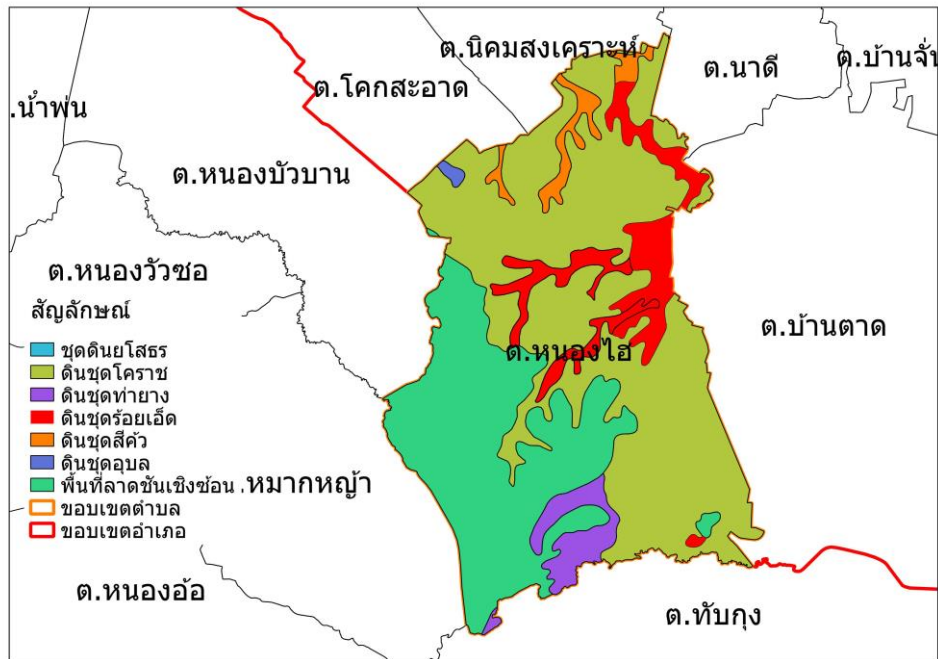 ต.นิคมสงเคราะห์
ต.นาดี
ต.บ้านจั่น
ต.โคกสะอาด
.น้ำพ่น
ต.หนองบัวบาน
ต.หนองวัวซอ
สัญลักษณ์
ชุดดินยโสธร
ดินชุดโคราช
ดินชุดท่ายาง
ดินชุดร้อยเอ็ด
ดินชุดสีคิ้ว
ดินชุดอุบล
พื้นที่ลาดชันเชิงซ้อน
ขอบเขตตำบล
ขอบเขตอำเภอ
.หมากหญ้า
ต.หนองไฮ
ต.บ้านตาด
ต.หนองอ้อ
ต.ทับกุง